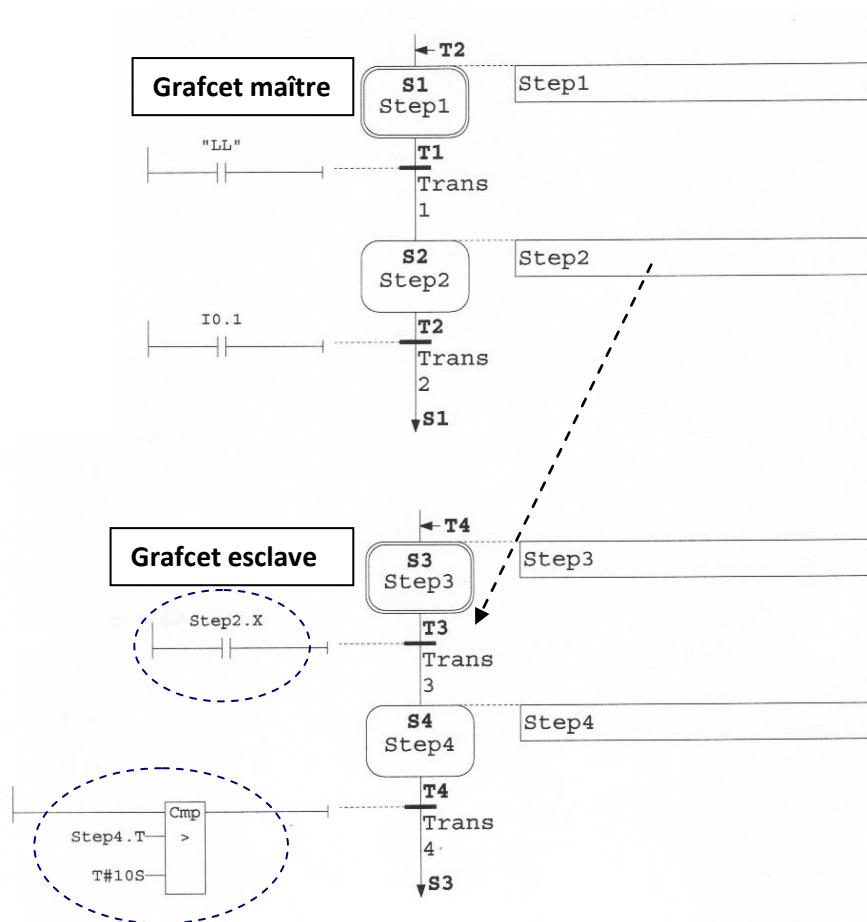 T2
Grafcet maître
S1
Step1
Step1
"LL"
T1
Trans
1
S2
Step2
Step2
I0.1
T2
Trans
2
S1
T4
Grafcet esclave
S3
Step3
Step3
Step2.X
T3
Trans
3
S4
Step4
Step4
T4
Cmp
Trans
4
Step4.T
>
T#10S
S3